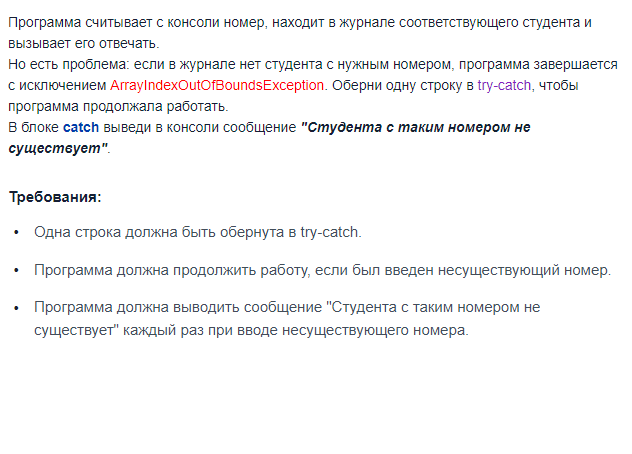 Программа считывает с консоли номер, находит в журнале соответствующего студента и
вызывает его отвечать.
Но есть проблема: если в журнале нет студента с нужным номером, программа завершается
с исключением ArrayIndexOutOfBoundsException. Оберни одну строку в try-catch, чтобы
программа продолжала работать.
В блоке catch выведи в консоли сообщение "Студента с таким номером не
существует".
Требования:
• Одна строка должна быть обернута в try-catch.
• Программа должна продолжить работу, если был введен несуществующий номер.
• Программа должна выводить сообщение "Студента с таким номером не
существует" каждый раз при вводе несуществующего номера.